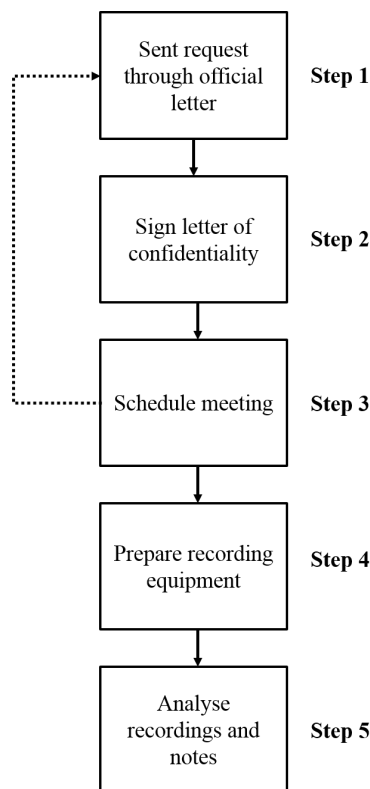 Sent request
through official
letter
Step 1
Sign letter of
confidentiality
Step 2
Schedule meeting
Step 3
Prepare recording
equipment
Step 4
Analyse
recordings and
notes
Step 5